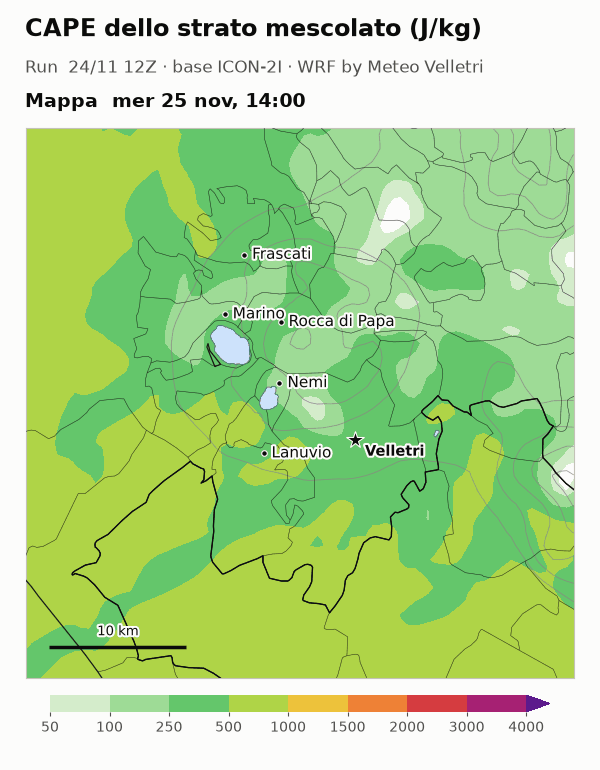 CAPE dello strato mescolato (J/kg)
Run  24/11 12Z · base ICON-2I · WRF by Meteo Velletri
Mappa  mer 25 nov, 14:00
Frascati
Marino
Rocca di Papa
Nemi
Velletri
Lanuvio
10 km
50 100 250 500 1000 1500 2000 3000 4000